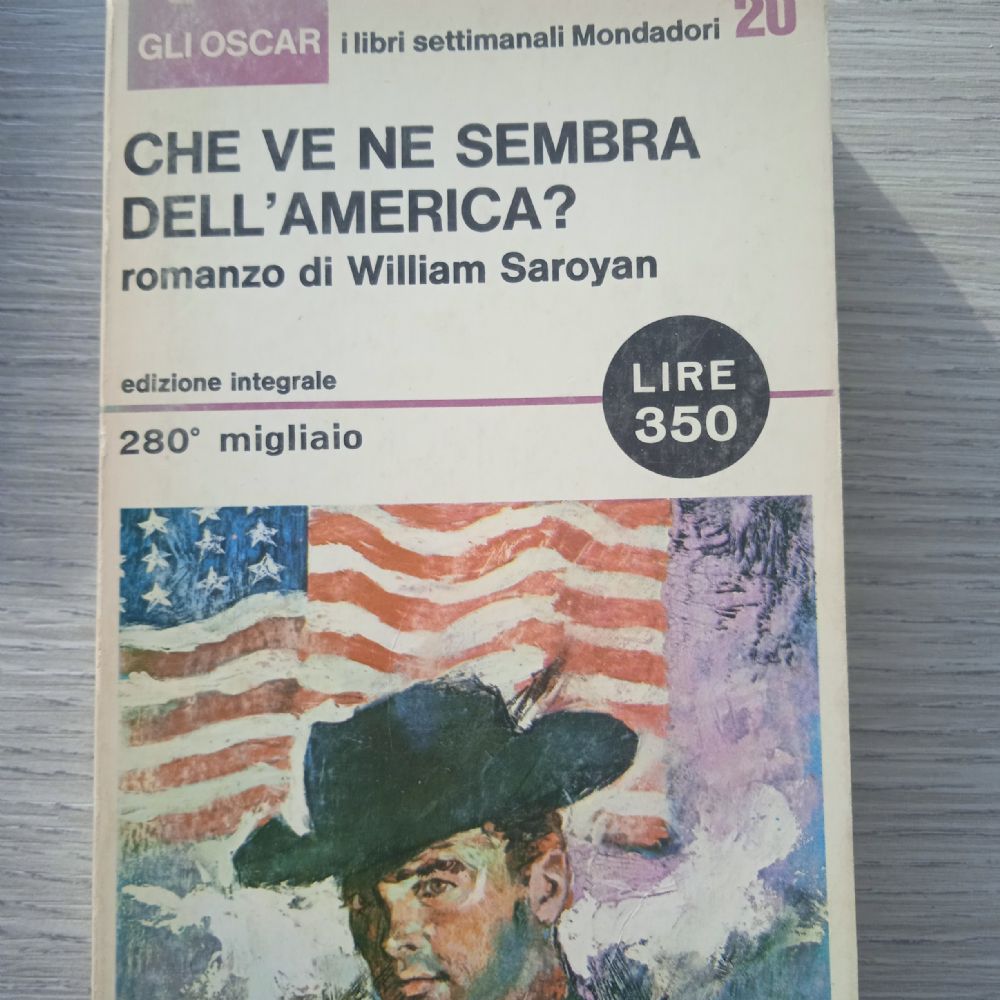 GLI OSCAR i libri settimanali Mondadori 20
CHE VE NE SEMBRA
DELL'AMERICA?
romanzo di William Saroyan
edizione integrale
LIRE
350
280° migliaio